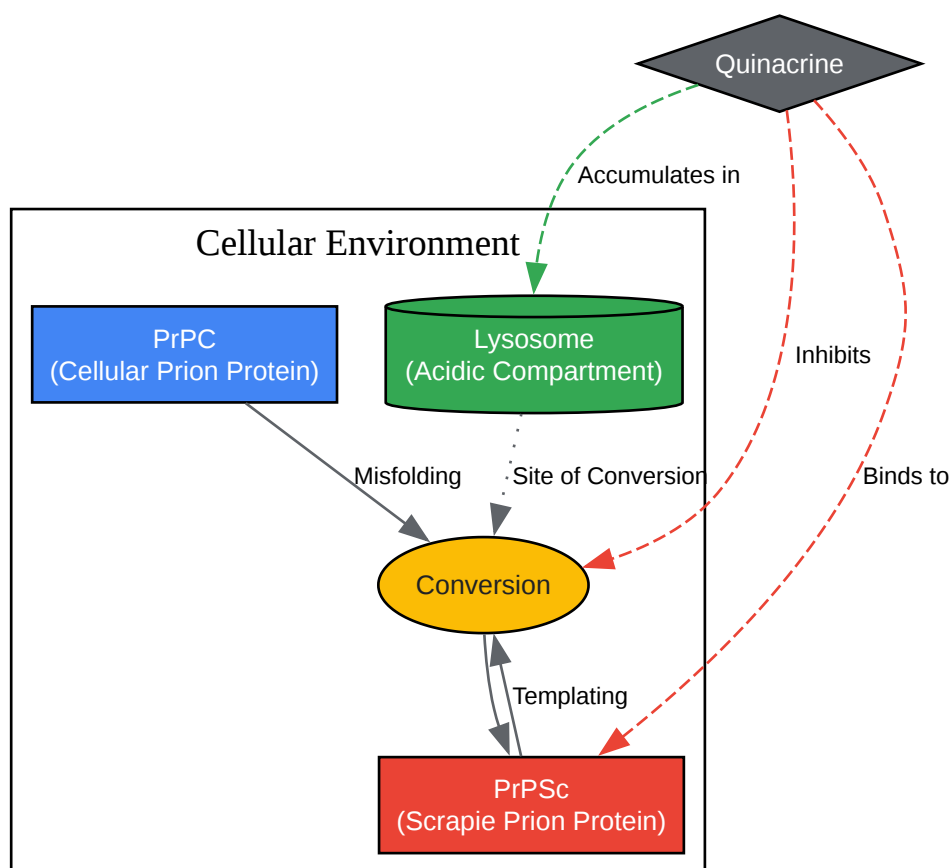 Quinacrine
Accumulates in
Cellular Environment
PrPC
(Cellular Prion Protein)
Lysosome
(Acidic Compartment)
Inhibits
Misfolding
Site of Conversion
Binds to
Conversion
Templating
PrPSc
(Scrapie Prion Protein)